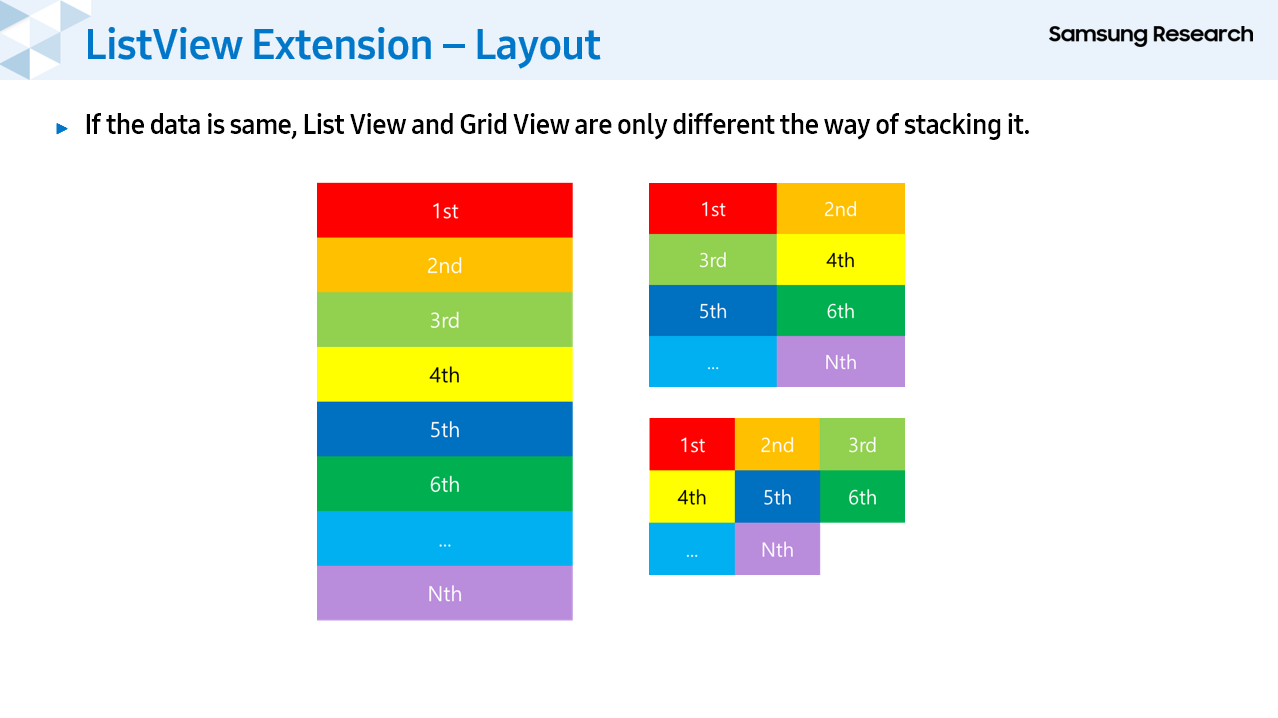 ListView Extension – Layout
Samsung Research
If the data is same, List View and Grid View are only different the way of stacking it.
1st
2nd
3rd
4th
5th
6th
...
Nth
1st 2nd
3rd 4th
5th 6th
... Nth
1st 2nd 3rd
4th 5th 6th
... Nth